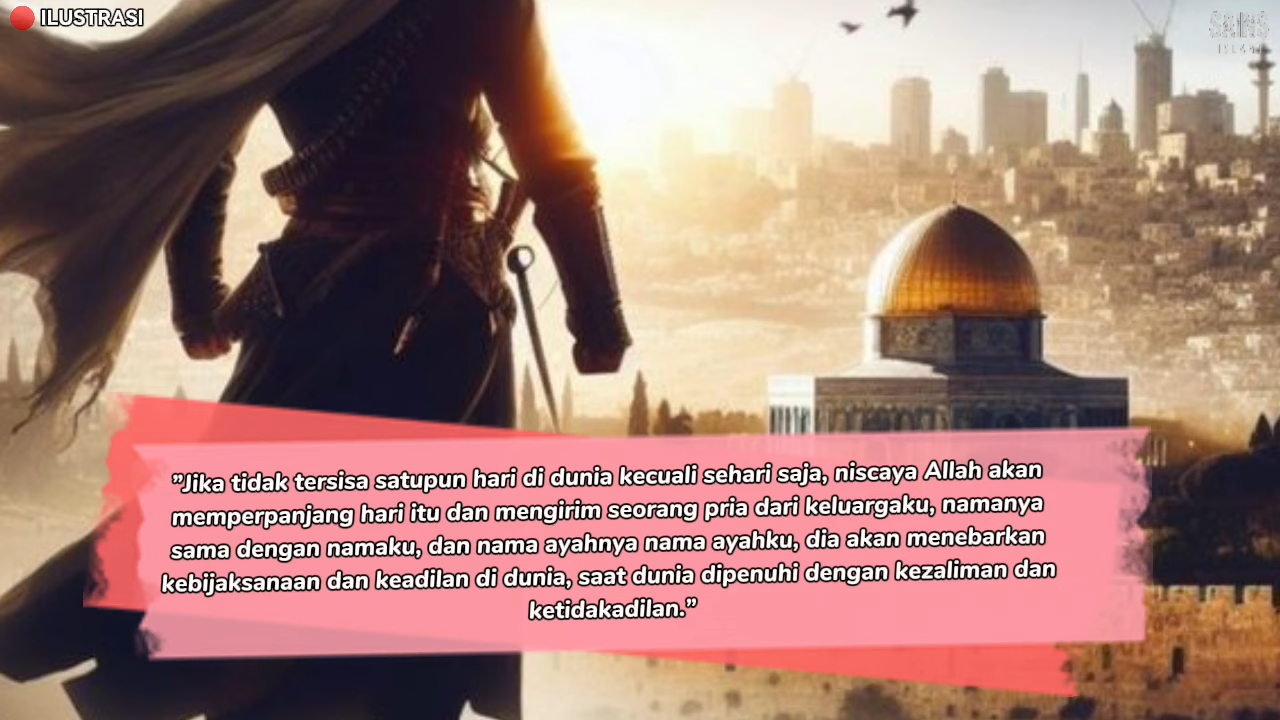 ILUSTRASI
SAINS
ISLAM
"Jika tidak tersisa satupun hari di dunia kecuali sehari saja, niscaya Allah akan
memperpanjang hari itu dan mengirim seorang pria dari keluargaku, namanya
sama dengan namaku, dan nama ayahnya nama ayahku, dia akan menebarkan
kebijaksanaan dan keadilan di dunia, saat dunia dipenuhi dengan kezaliman dan
ketidakadilan."